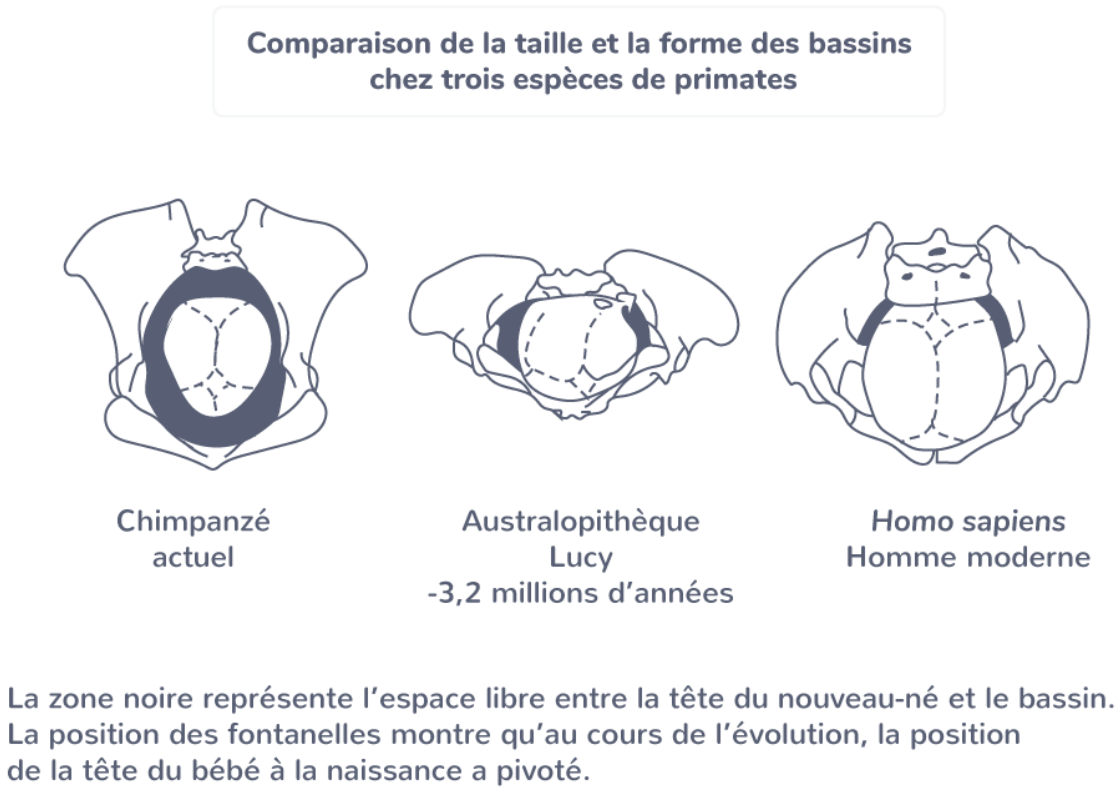 Comparaison de la taille et la forme des bassins
chez trois espèces de primates
Chimpanzé
actuel
Australopithèque
Lucy
-3,2 millions d’années
Homo sapiens
Homme moderne
La zone noire représente l’espace libre entre la tête du nouveau-né et le bassin.
La position des fontanelles montre qu’au cours de l’évolution, la position
de la tête du bébé à la naissance a pivoté.